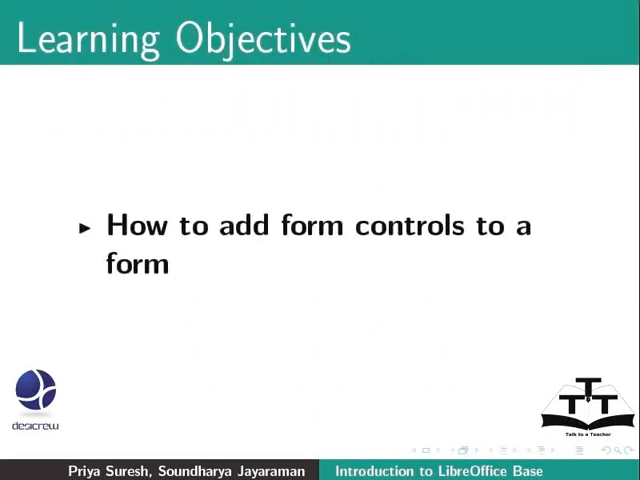 Learning Objectives
How to add form controls to a
form
desicrew
T
T T
Talk to a Teacher
Priya Suresh, Soundharya Jayaraman
Introduction to LibreOffice Base